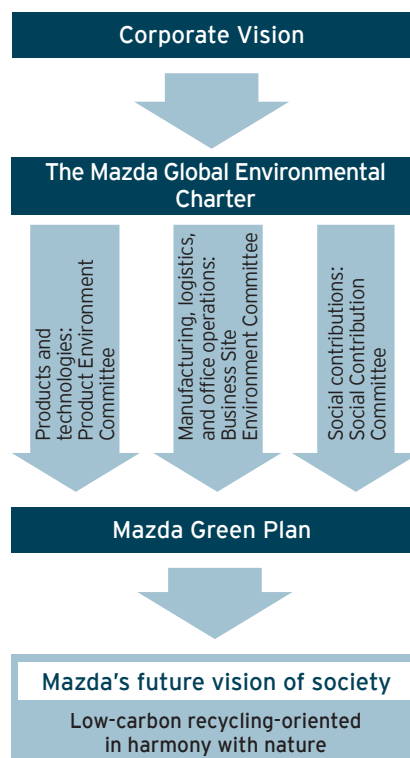 Corporate Vision
The Mazda Global Environmental
Charter
Products and
technologies:
Product Environment
Committee
Manufacturing, logistics,
and office operations:
Business Site
Environment Committee
Social contributions:
Social Contribution
Committee
Mazda Green Plan
Mazda’s future vision of society
Low-carbon recycling-oriented
in harmony with nature